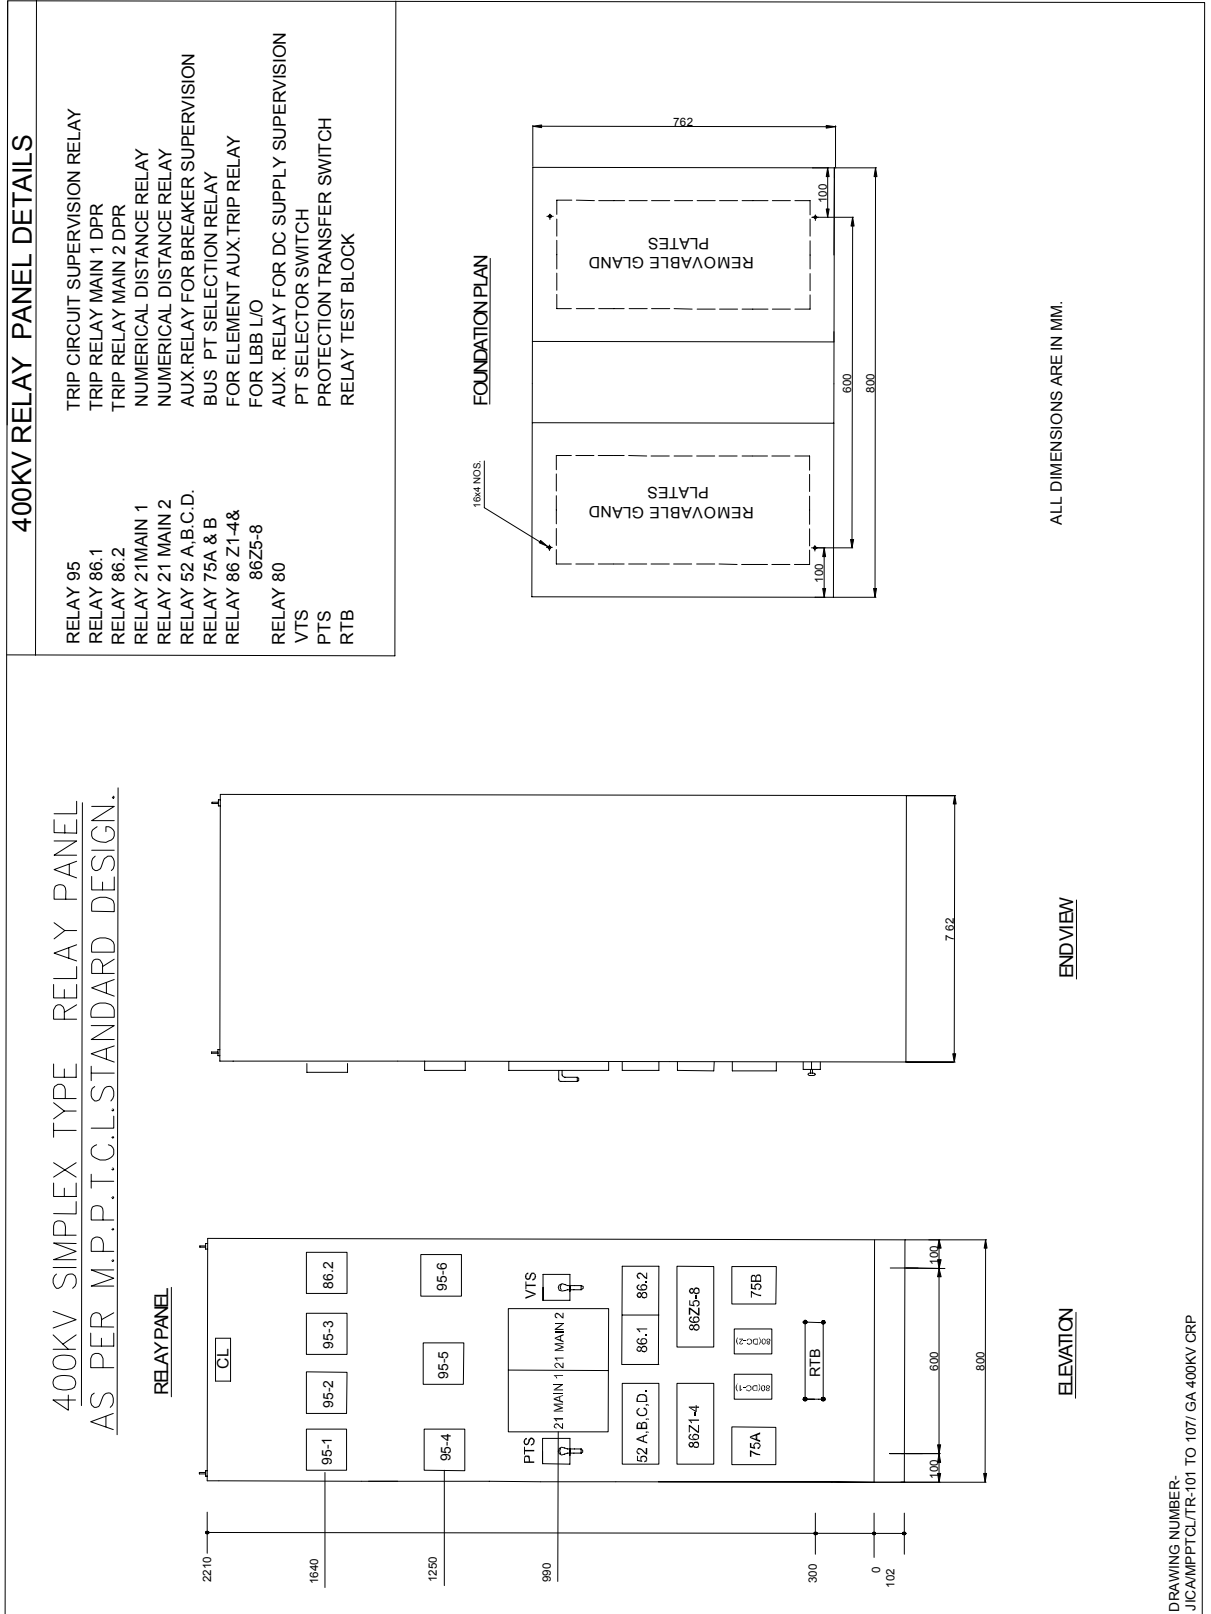 400KV SIMPLEX TYPE RELAY PANEL
AS PER M.P.P.T.C.L.STANDARD DESIGN.
400KV RELAY PANEL DETAILS
RELAY 95 TRIP CIRCUIT SUPERVISION RELAY
RELAY 86.1 TRIP RELAY MAIN 1 DPR
RELAY 86.2 TRIP RELAY MAIN 2 DPR
RELAY 21MAIN 1 NUMERICAL DISTANCE RELAY
RELAY 21 MAIN 2 NUMERICAL DISTANCE RELAY
RELAY 52 A,B.C.D. AUX.RELAY FOR BREAKER SUPERVISION
RELAY 75A & B BUS PT SELECTION RELAY
RELAY 86 Z1-4& FOR ELEMENT AUX.TRIP RELAY
86Z5-8 FOR LBB L/O
RELAY 80 AUX. RELAY FOR DC SUPPLY SUPERVISION
VTS PT SELECTOR SWITCH
PTS PROTECTION TRANSFER SWITCH
RTB RELAY TEST BLOCK
RELAY PANEL
CL
95-1 95-2 95-3 86.2
95-4 95-5 95-6
PTS 21 MAIN 1 21 MAIN 2 VTS
52 A,B,C,D. 86.1 86.2
86Z1-4 86Z5-8
75A 80(DC-1) 80(DC-2) 75B
RTB
2210
1640
1250
990
300
0
102
100 600 100
800
ELEVATION
7 62
END VIEW
FOUNDATION PLAN
16x4 NOS.
REMOVABLE GLAND
PLATES
REMOVABLE GLAND
PLATES
762
100 100
600
800
ALL DIMENSIONS ARE IN MM.
DRAWING NUMBER-
JICA/MPPTCL/TR-101 TO 107/ GA 400KV CRP